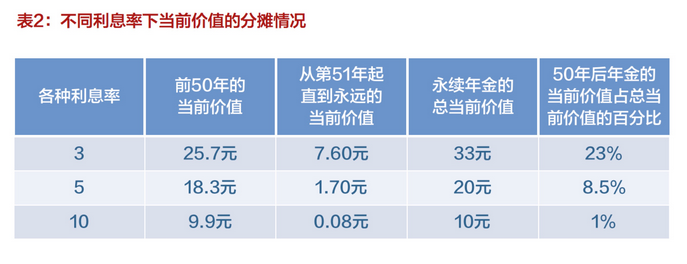 表2：不同利息率下当前价值的分摊情况
各种利息率
前50年的
当前价值
从第51年起
直到永远的
当前价值
永续年金的
总当前价值
50年后年金的
当前价值占总当
前价值的百分比
3 25.7元 7.60元 33元 23%
5 18.3元 1.70元 20元 8.5%
10 9.9元 0.08元 10元 1%